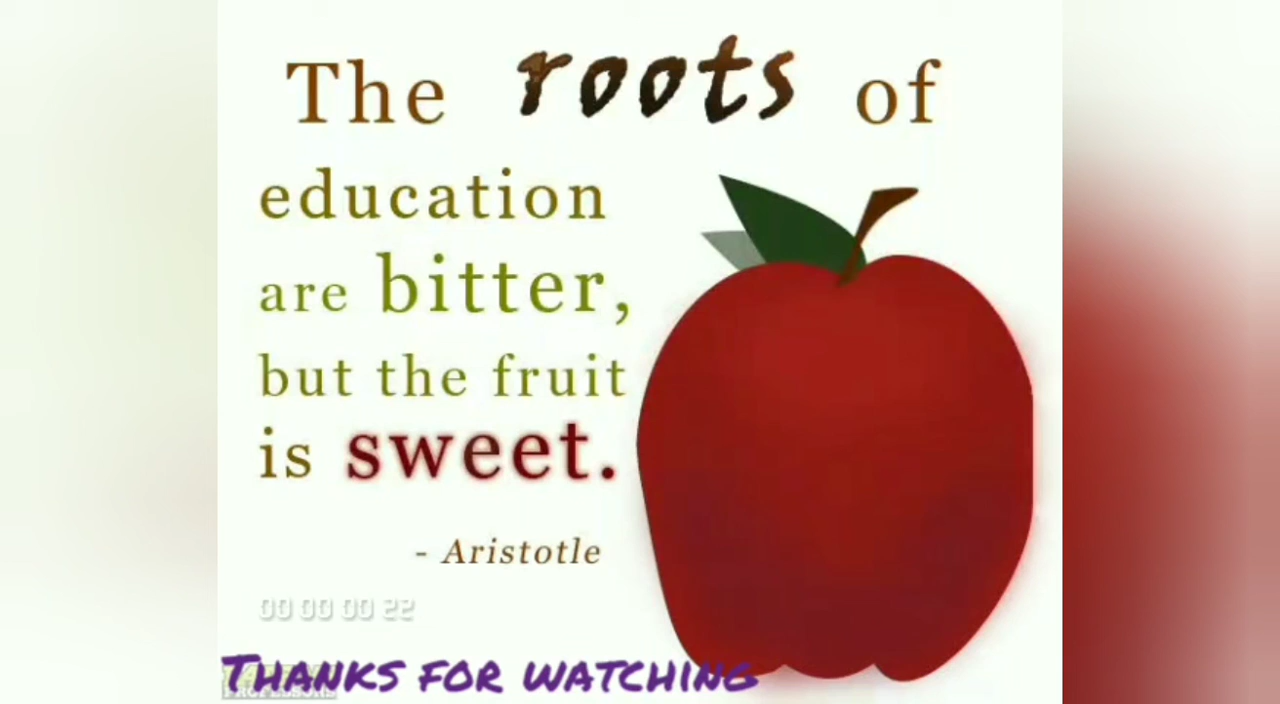 The roots of
education
are bitter,
but the fruit
is sweet.
- Aristotle
00 00 00 22
THANKS FOR WATCHING
PROFESSORS